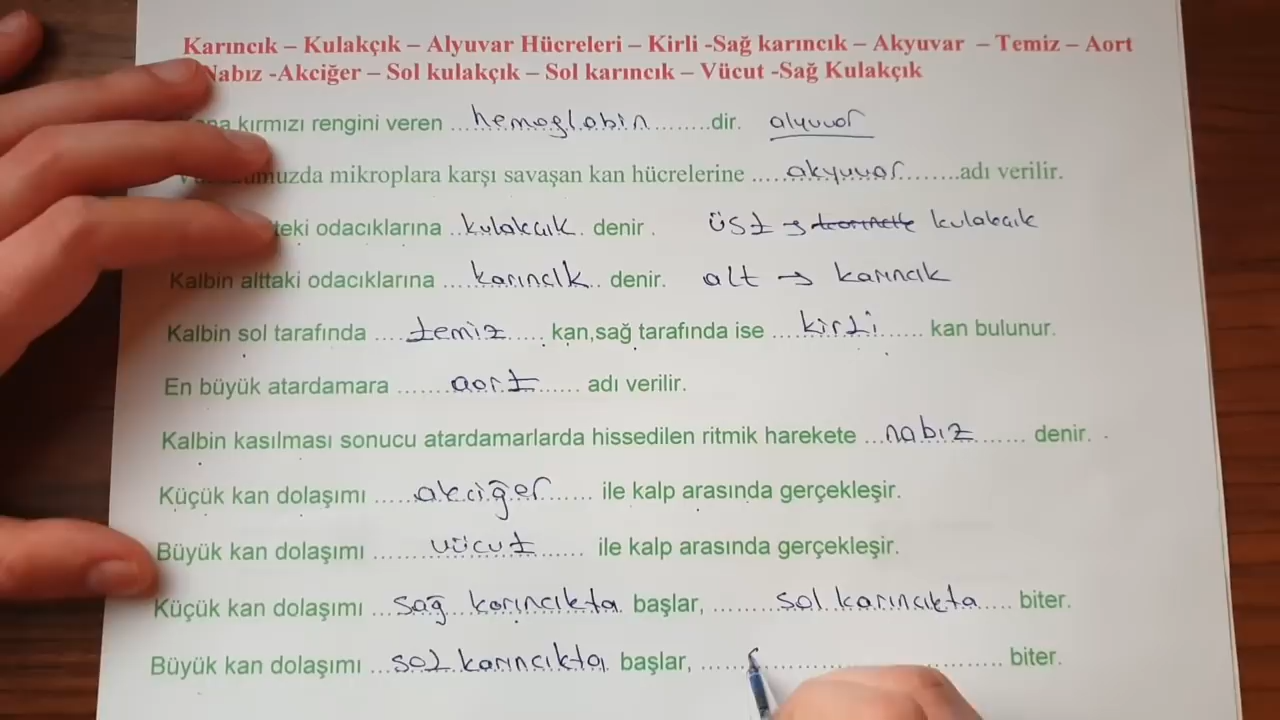 Karıncık – Kulakçık – Alyuvar Hücreleri – Kirli -Sağ karıncık – Akyuvar – Temiz – Aort
Nabız -Akciğer – Sol kulakçık – Sol karıncık – Vücut -Sağ Kulakçık
kırmızı rengini veren ...hemoglobin........dir. alyuvar
mikroplara karşı savaşan kan hücrelerine ....akyuvar........adı verilir.
odacıklarına ..kulakcık. denir . üst → kulakcık
Kalbin alttaki odacıklarına ....karıncık.. denir. alt → karıncık
Kalbin sol tarafında ....temiz..... kan,sağ tarafında ise ...kirli...... kan bulunur.
En büyük atardamara .......aort...... adı verilir.
Kalbin kasılması sonucu atardamarlarda hissedilen ritmik harekete ...nabız....... denir.
Küçük kan dolaşımı .....akciğer...... ile kalp arasında gerçekleşir.
Büyük kan dolaşımı ........vücut....... ile kalp arasında gerçekleşir.
Küçük kan dolaşımı ...sağ karıncıkta. başlar, ........sol karıncıkta..... biter.
Büyük kan dolaşımı ...sol karıncıkta. başlar, ........................... biter.